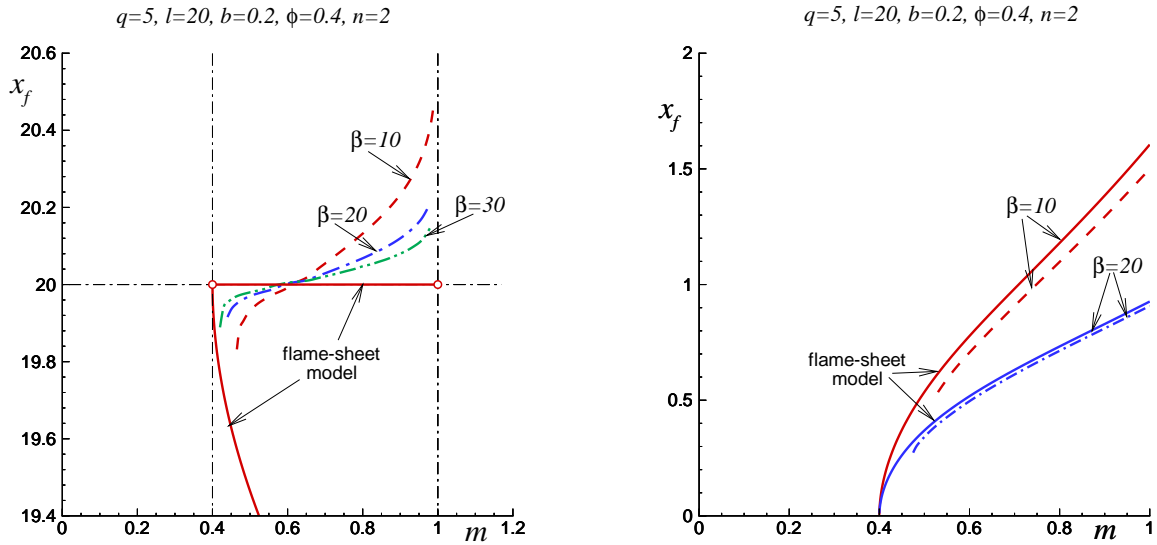 q=5, l=20, b=0.2, ϕ=0.4, n=2
20.6
20.4
20.2
20
19.8
19.6
19.4
x_f
β=10
β=20
β=30
flame-sheet
model
0
0.2
0.4
0.6
0.8
1
1.2
m
q=5, l=20, b=0.2, ϕ=0.4, n=2
2
1.5
1
0.5
0
x_f
β=10
β=20
flame-sheet
model
0
0.2
0.4
0.6
0.8
1
m